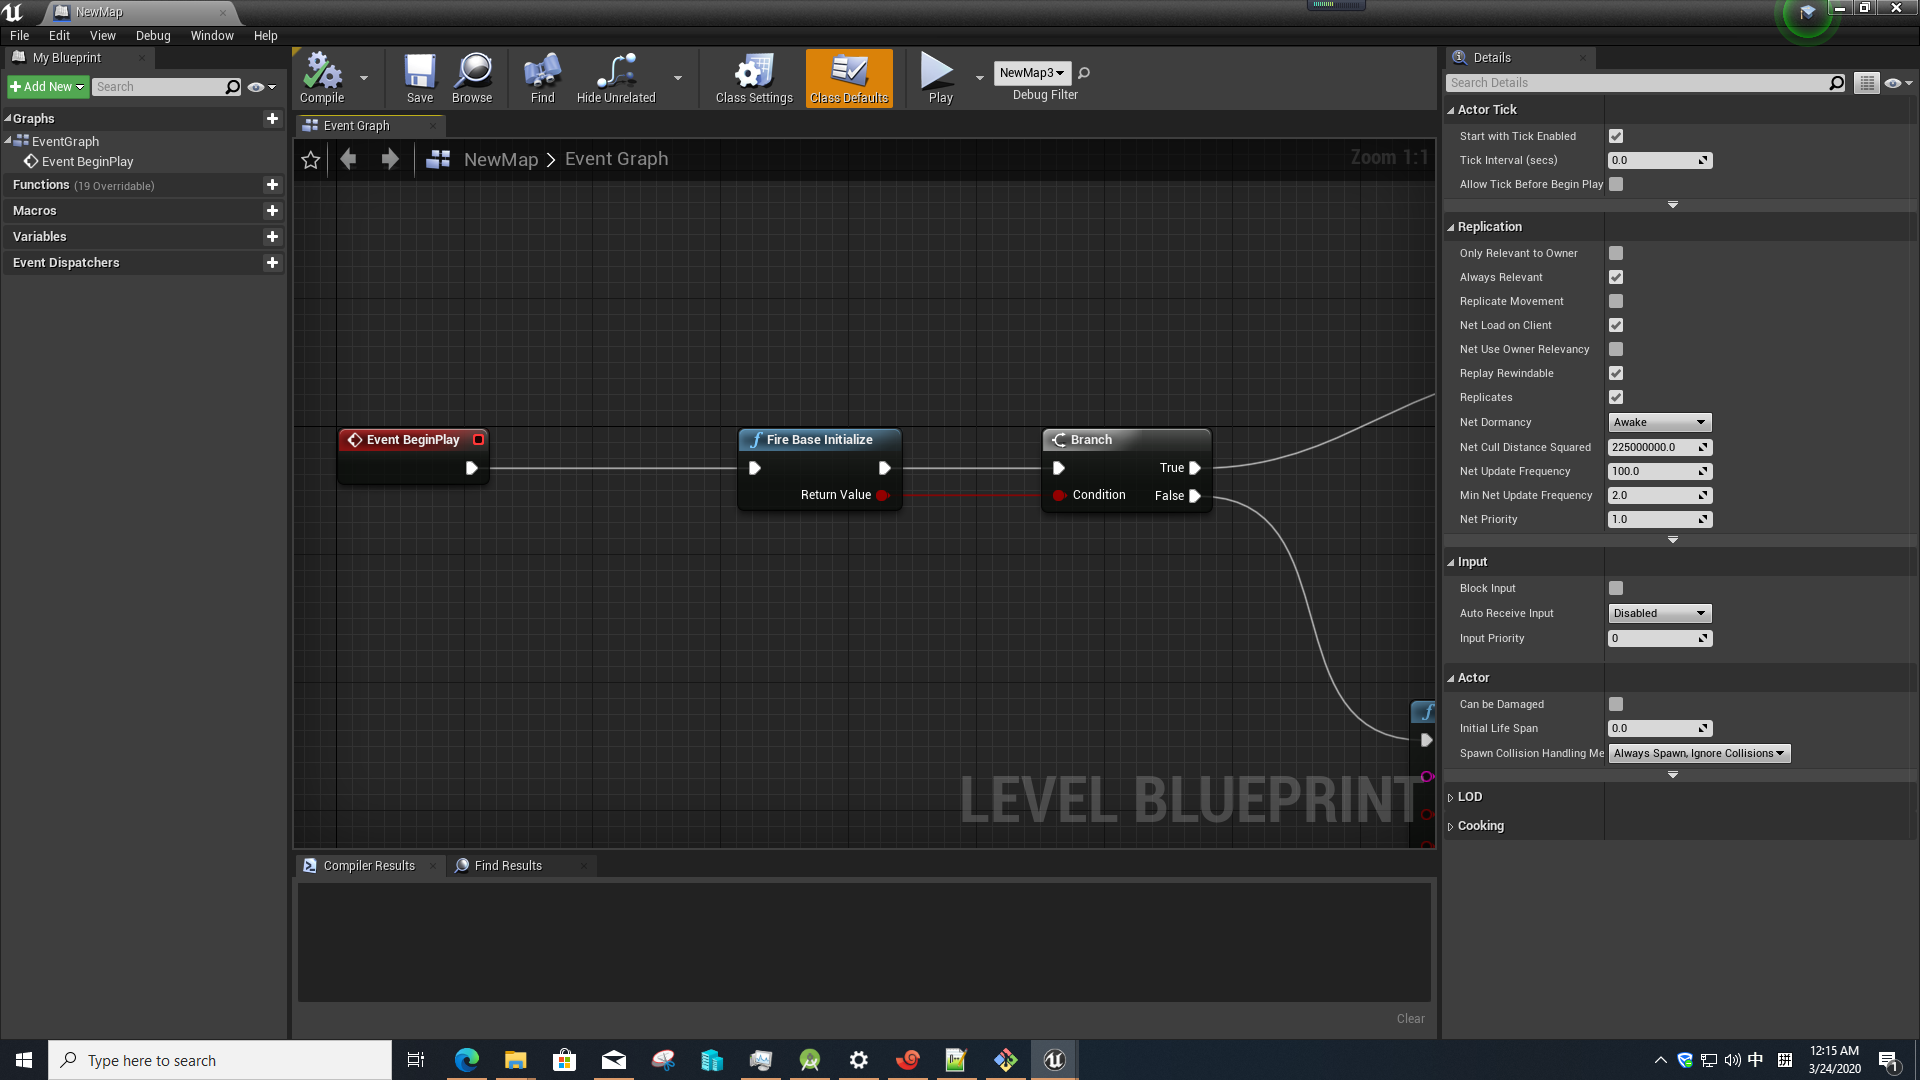 NewMap
File Edit View Debug Window Help
My Blueprint
Add New Search
Graphs
EventGraph
Event BeginPlay
Functions (19 Overridable)
Macros
Variables
Event Dispatchers
Compile Save Browse Find Hide Unrelated Class Settings Class Defaults Play
NewMap3
Debug Filter
Event Graph
NewMap > Event Graph
Zoom 1:1
Event BeginPlay
Fire Base Initialize
Return Value
Branch
True
Condition False
LEVEL BLUEPRINT
Compiler Results Find Results
Clear
Details
Search Details
Actor Tick
Start with Tick Enabled
Tick Interval (secs) 0.0
Allow Tick Before Begin Play
Replication
Only Relevant to Owner
Always Relevant
Replicate Movement
Net Load on Client
Net Use Owner Relevancy
Replay Rewindable
Replicates
Net Dormancy Awake
Net Cull Distance Squared 225000000.0
Net Update Frequency 100.0
Min Net Update Frequency 2.0
Net Priority 1.0
Input
Block Input
Auto Receive Input Disabled
Input Priority 0
Actor
Can be Damaged
Initial Life Span 0.0
Spawn Collision Handling Me Always Spawn, Ignore Collisions
LOD
Cooking
Type here to search
中
12:15 AM
3/24/2020
1